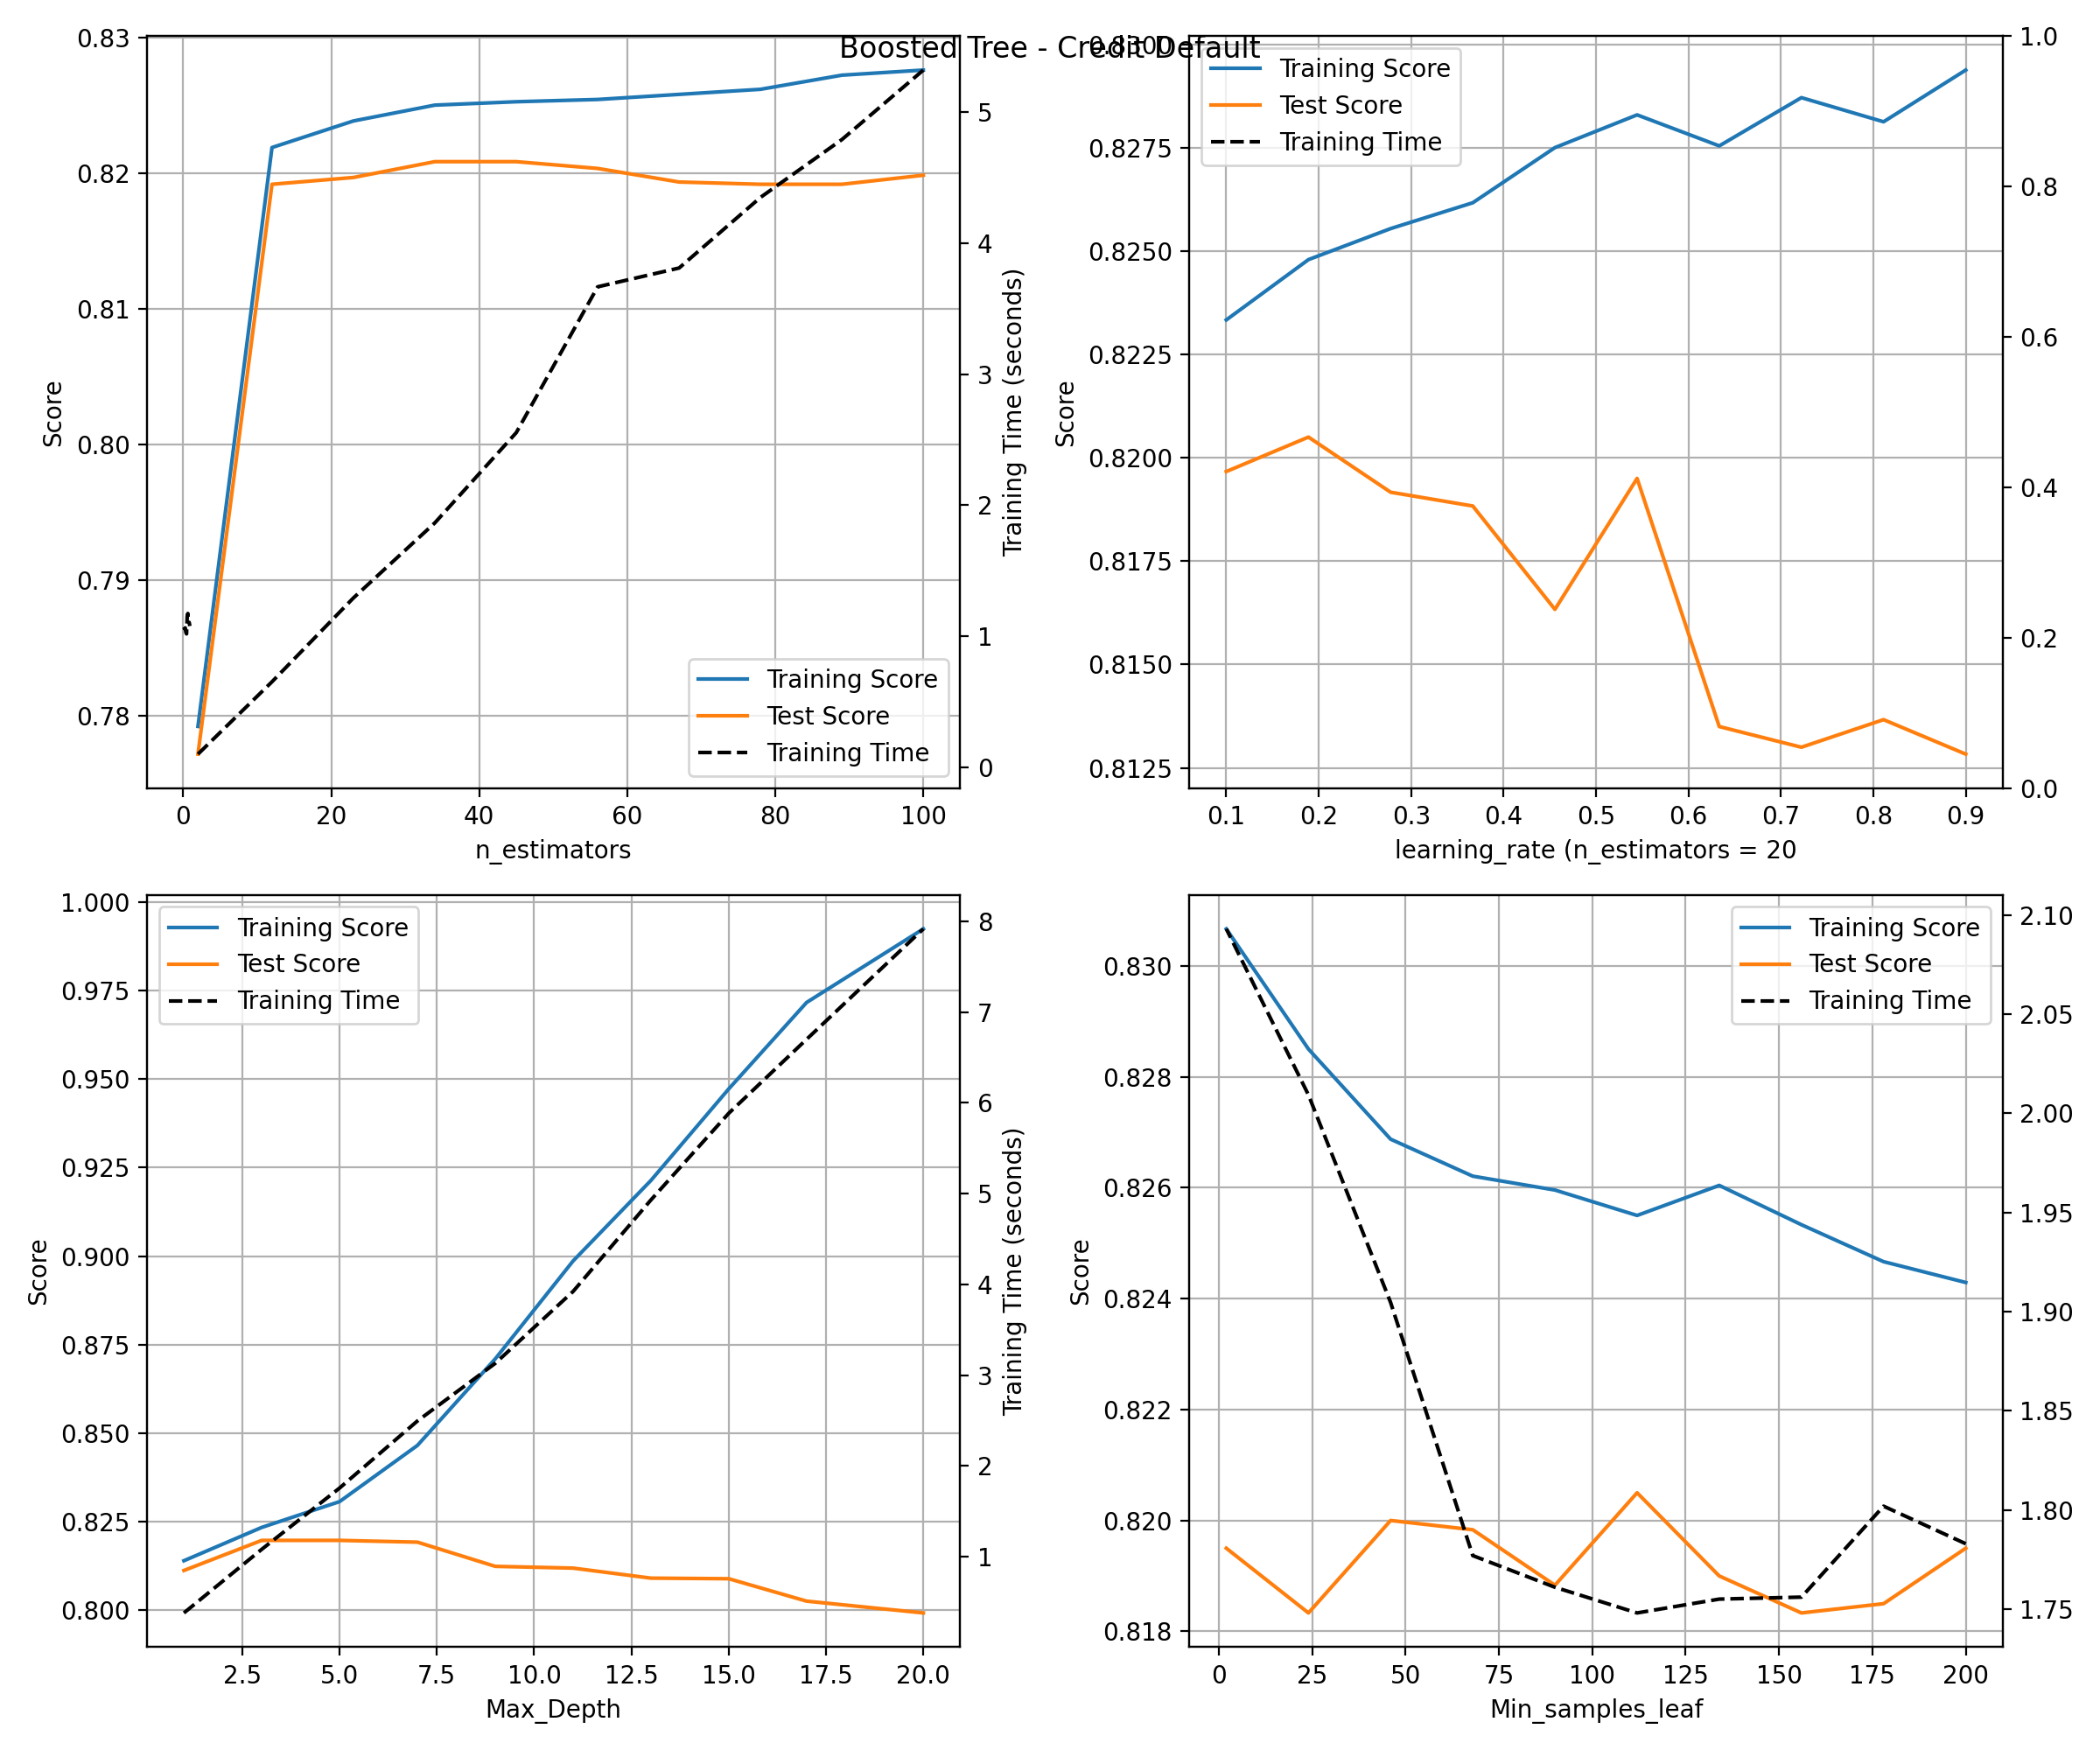 Boosted Tree - Credit Default
0.83
0.82
0.81
0.80
0.79
0.78
Score
5
4
3
2
1
0
Training Time (seconds)
Training Score
Test Score
Training Time
0 20 40 60 80 100
n_estimators
0.8300
0.8275
0.8250
0.8225
0.8200
0.8175
0.8150
0.8125
Score
Training Score
Test Score
Training Time
1.0
0.8
0.6
0.4
0.2
0.0
0.1 0.2 0.3 0.4 0.5 0.6 0.7 0.8 0.9
learning_rate (n_estimators = 20
1.000
0.975
0.950
0.925
0.900
0.875
0.850
0.825
0.800
Score
Training Score
Test Score
Training Time
8
7
6
5
4
3
2
1
Training Time (seconds)
2.5 5.0 7.5 10.0 12.5 15.0 17.5 20.0
Max_Depth
0.830
0.828
0.826
0.824
0.822
0.820
0.818
Score
Training Score
Test Score
Training Time
2.10
2.05
2.00
1.95
1.90
1.85
1.80
1.75
0 25 50 75 100 125 150 175 200
Min_samples_leaf